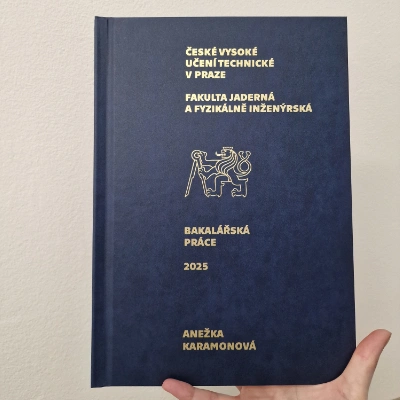 ČESKÉ VYSOKÉ
UČENÍ TECHNICKÉ
V PRAZE
FAKULTA JADERNÁ
A FYZIKÁLNĚ INŽENÝRSKÁ
BAKALÁŘSKÁ
PRÁCE
2025
ANEŽKA
KARAMONOVÁ